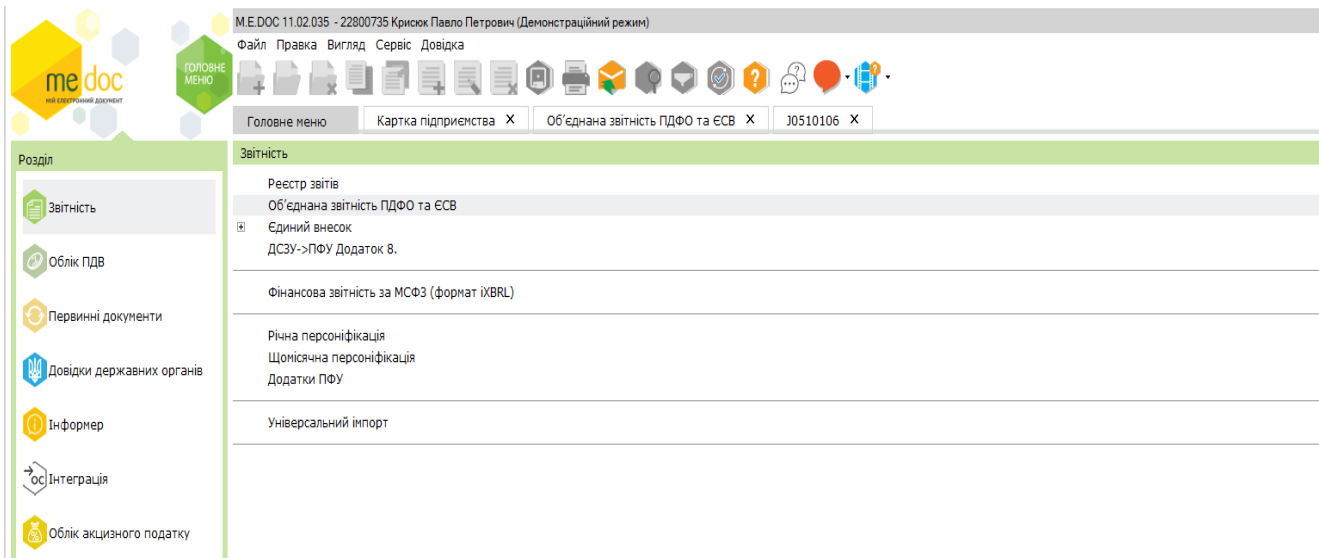 M.E.DOC 11.02.035 - 22800735 Крисюк Павло Петрович (Демонстраційний режим)
Файл Правка Вигляд Сервіс Довідка
me doc
МІЙ ЕЛЕКТРОННИЙ ДОКУМЕНТ
ГОЛОВНЕ
МЕНЮ
Головне меню Картка підприємства X Об’єднана звітність ПДФО та ЄСВ X J0510106 X
Розділ
Звітність
Облік ПДВ
Первинні документи
Довідки державних органів
Інформер
Інтеграція
Облік акцизного податку
Звітність
Реєстр звітів
Об’єднана звітність ПДФО та ЄСВ
Єдиний внесок
ДСЗУ->ПФУ Додаток 8.
Фінансова звітність за МСФЗ (формат iXBRL)
Річна персоніфікація
Щомісячна персоніфікація
Додатки ПФУ
Універсальний імпорт